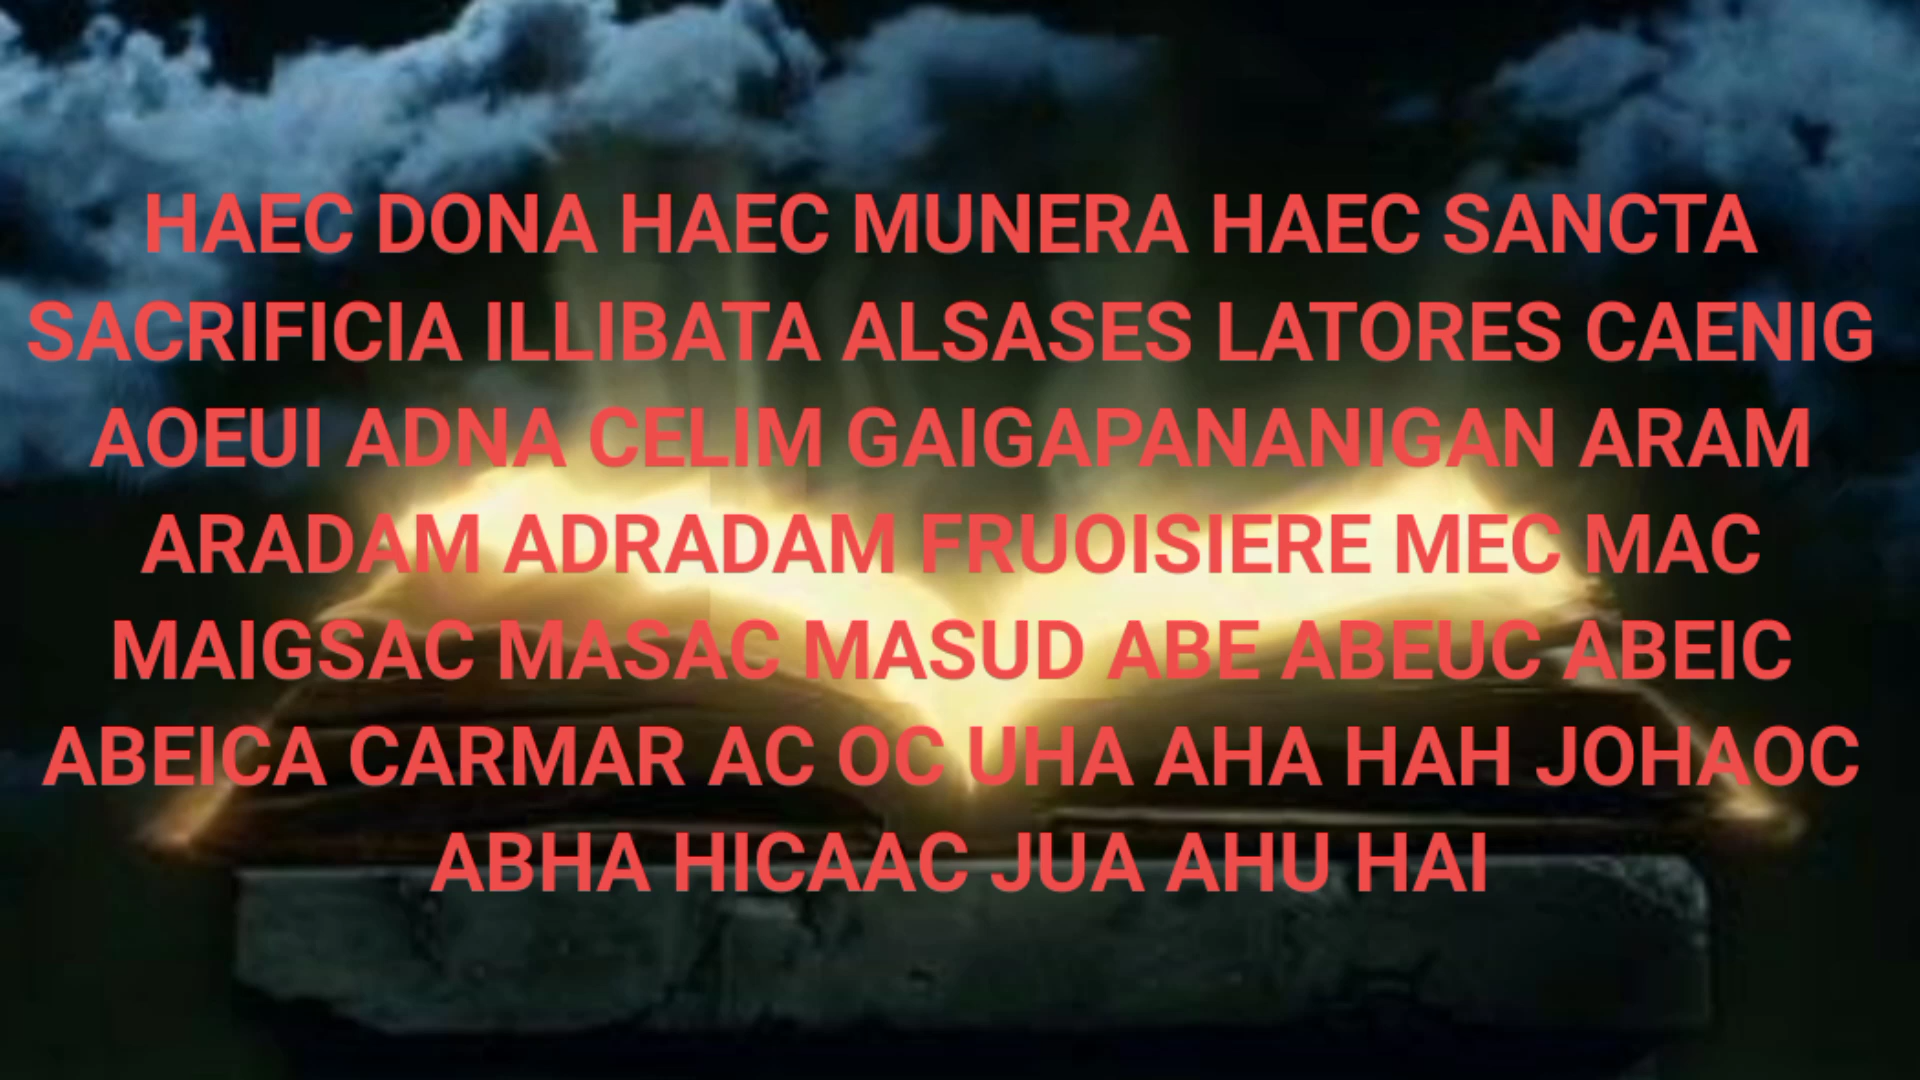 HAEC DONA HAEC MUNERA HAEC SANCTA
SACRIFICIA ILLIBATA ALSASES LATORES CAENIG
AOEUI ADNA CELIM GAIGAPANANIGAN ARAM
ARADAM ADRADAM FRUOISIERE MEC MAC
MAIGSAC MASAC MASUD ABE ABEUC ABEIC
ABEICA CARMAR AC OC UHA AHA HAH JOHAOC
ABHA HICAAC JUA AHU HAI